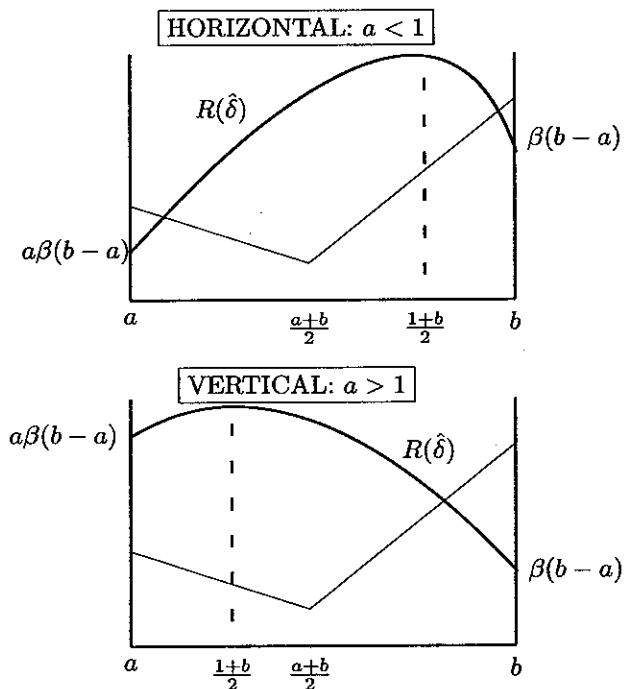 HORIZONTAL: a < 1
R(δ̂)
β(b − a)
aβ(b − a)
a
a+b/2
1+b/2
b
VERTICAL: a > 1
aβ(b − a)
R(δ̂)
β(b − a)
a
1+b/2
a+b/2
b